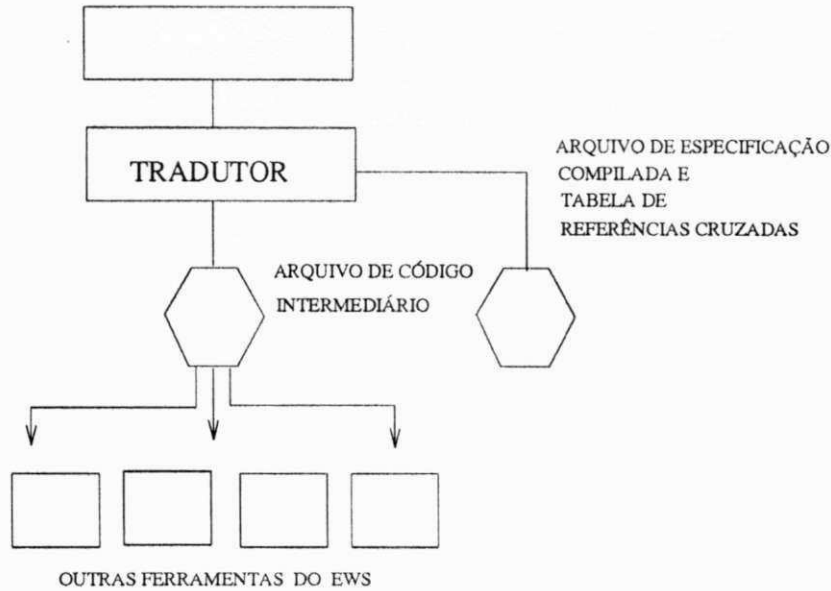 TRADUTOR
ARQUIVO DE ESPECIFICAÇÃO
COMPILADA E
TABELA DE
REFERÊNCIAS CRUZADAS
ARQUIVO DE CÓDIGO
INTERMEDIÁRIO
OUTRAS FERRAMENTAS DO EWS